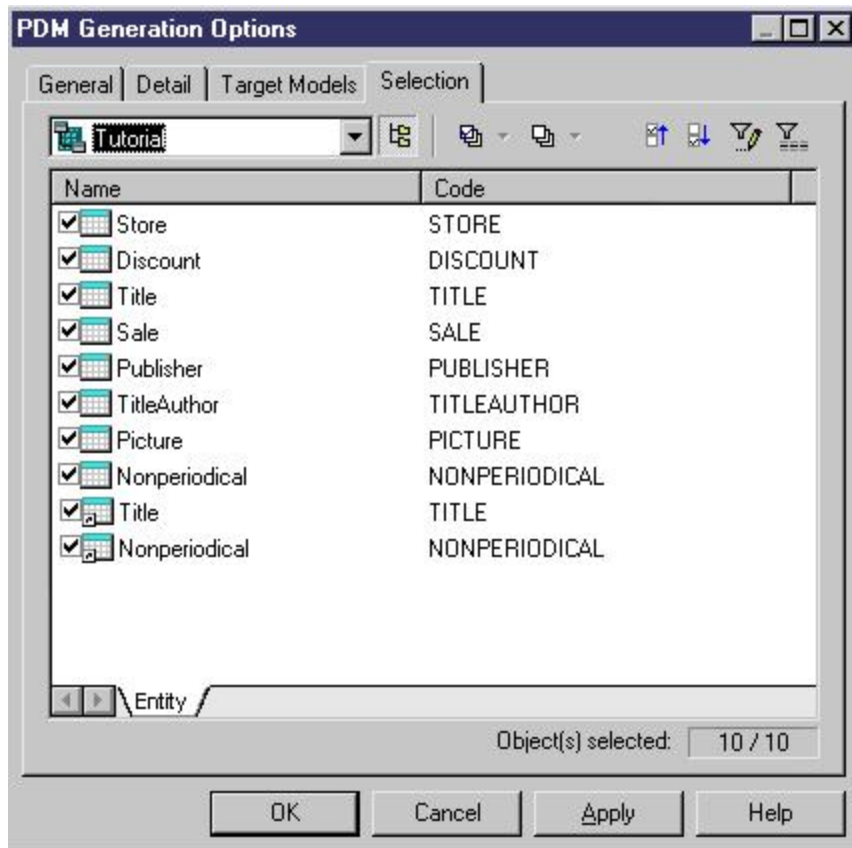 PDM Generation Options
General Detail Target Models Selection
Tutorial
Name Code
Store STORE
Discount DISCOUNT
Title TITLE
Sale SALE
Publisher PUBLISHER
TitleAuthor TITLEAUTHOR
Picture PICTURE
Nonperiodical NONPERIODICAL
Title TITLE
Nonperiodical NONPERIODICAL
Entity
Object(s) selected: 10 / 10
OK Cancel Apply Help